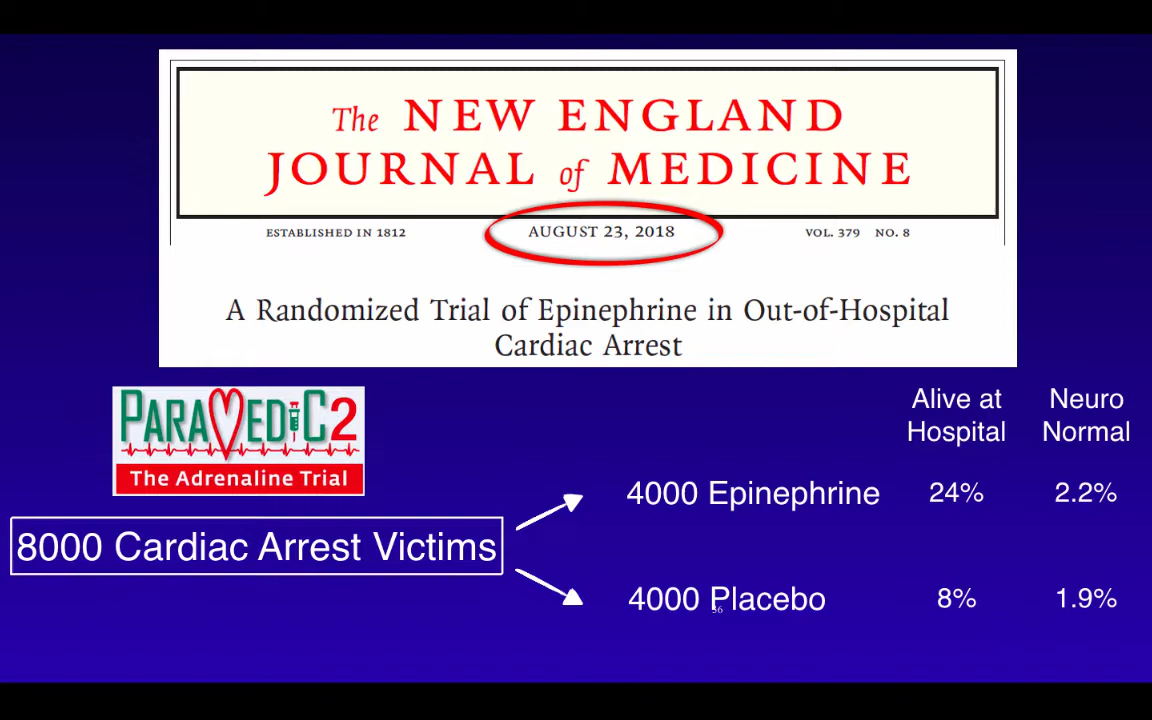 The NEW ENGLAND
JOURNAL of MEDICINE
ESTABLISHED IN 1812 AUGUST 23, 2018 VOL. 379 NO. 8
A Randomized Trial of Epinephrine in Out-of-Hospital
Cardiac Arrest
PARAMEDIC2
The Adrenaline Trial
Alive at Neuro
Hospital Normal
4000 Epinephrine 24% 2.2%
8000 Cardiac Arrest Victims
4000 Placebo 8% 1.9%
36